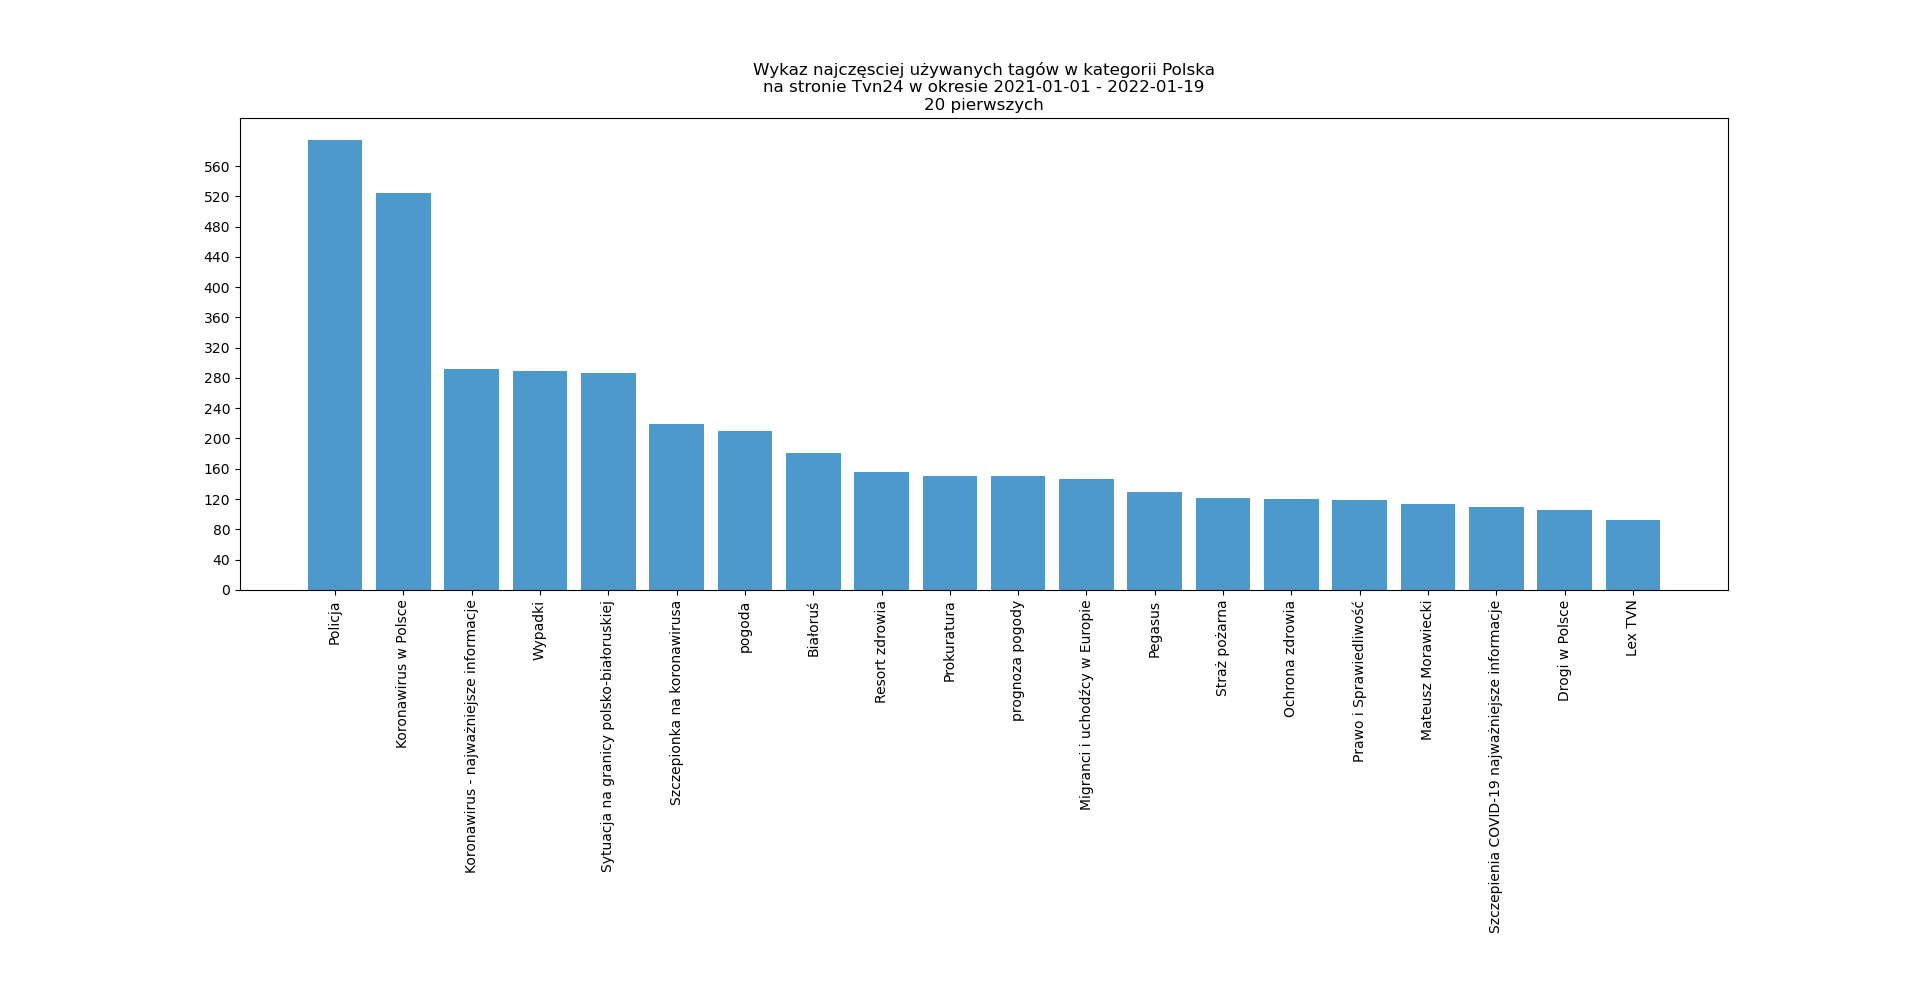 Wykaz najczęsciej używanych tagów w kategorii Polska
na stronie Tvn24 w okresie 2021-01-01 - 2022-01-19
20 pierwszych
560
520
480
440
400
360
320
280
240
200
160
120
80
40
0
Policja
Koronawirus w Polsce
Koronawirus - najważniejsze informacje
Wypadki
Sytuacja na granicy polsko-białoruskiej
Szczepionka na koronawirusa
pogoda
Białoruś
Resort zdrowia
Prokuratura
prognoza pogody
Migranci i uchodźcy w Europie
Pegasus
Straż pożarna
Ochrona zdrowia
Prawo i Sprawiedliwość
Mateusz Morawiecki
Szczepienia COVID-19 najważniejsze informacje
Drogi w Polsce
Lex TVN